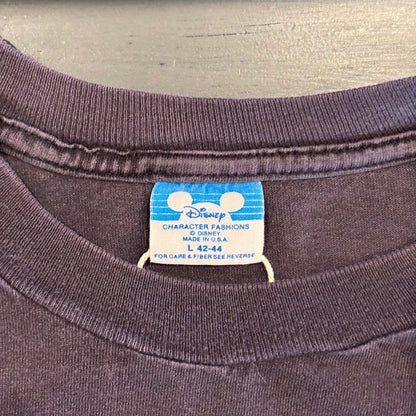 Disney
CHARACTER FASHIONS
© DISNEY
MADE IN U.S.A.
L 42-44
FOR CARE & FIBER SEE REVERSE